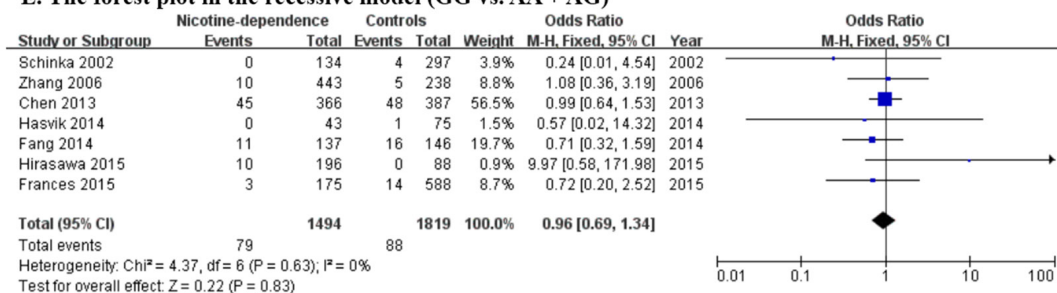 E. The forest plot in the recessive model (GG vs. AA + AG)
Nicotine-dependence Controls Odds Ratio Odds Ratio
Study or Subgroup Events Total Events Total Weight M-H, Fixed, 95% CI Year M-H, Fixed, 95% CI
Schinka 2002 0 134 4 297 3.9% 0.24 [0.01, 4.54] 2002
Zhang 2006 10 443 5 238 8.8% 1.08 [0.36, 3.19] 2006
Chen 2013 45 366 48 387 56.5% 0.99 [0.64, 1.53] 2013
Hasvik 2014 0 43 1 75 1.5% 0.57 [0.02, 14.32] 2014
Fang 2014 11 137 16 146 19.7% 0.71 [0.32, 1.59] 2014
Hirasawa 2015 10 196 0 88 0.9% 9.97 [0.58, 171.98] 2015
Frances 2015 3 175 14 588 8.7% 0.72 [0.20, 2.52] 2015
Total (95% CI) 1494 1819 100.0% 0.96 [0.69, 1.34]
Total events 79 88
Heterogeneity: Chi² = 4.37, df = 6 (P = 0.63); I² = 0%
Test for overall effect: Z = 0.22 (P = 0.83)
0.01 0.1 1 10 100